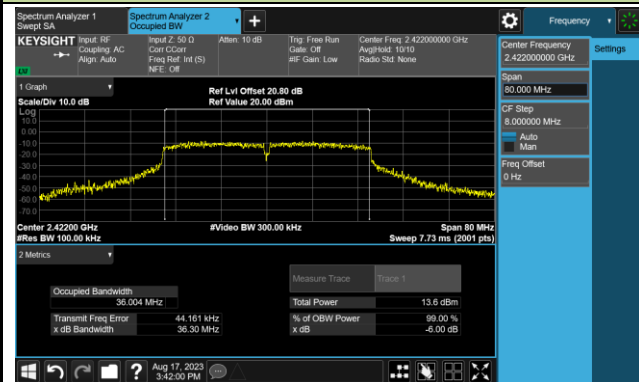 Spectrum Analyzer 1
Swept SA
Spectrum Analyzer 2
Occupied BW
Frequency
KEYSIGHT
Input: RF
Coupling: AC
Align: Auto
Input Z: 50 Ω
Corr CCorr
Freq Ref: Int (S)
NFE: Off
Atten: 10 dB
Trig: Free Run
Gate: Off
#IF Gain: Low
Center Freq: 2.422000000 GHz
Avg|Hold: 10/10
Radio Std: None
Center Frequency
2.422000000 GHz
Settings
Span
80.000 MHz
CF Step
8.000000 MHz
Auto
Man
Freq Offset
0 Hz
1 Graph
Scale/Div 10.0 dB
Ref Lvl Offset 20.80 dB
Ref Value 20.00 dBm
Log
10.0
0.00
-10.0
-20.0
-30.0
-40.0
-50.0
-60.0
-70.0
Center 2.42200 GHz
#Res BW 100.00 kHz
#Video BW 300.00 kHz
Span 80 MHz
Sweep 7.73 ms (2001 pts)
2 Metrics
Measure Trace
Trace 1
Occupied Bandwidth
36.004 MHz
Total Power
13.6 dBm
Transmit Freq Error
44.161 kHz
% of OBW Power
99.00 %
x dB Bandwidth
36.30 MHz
x dB
-6.00 dB
Aug 17, 2023
3:42:00 PM